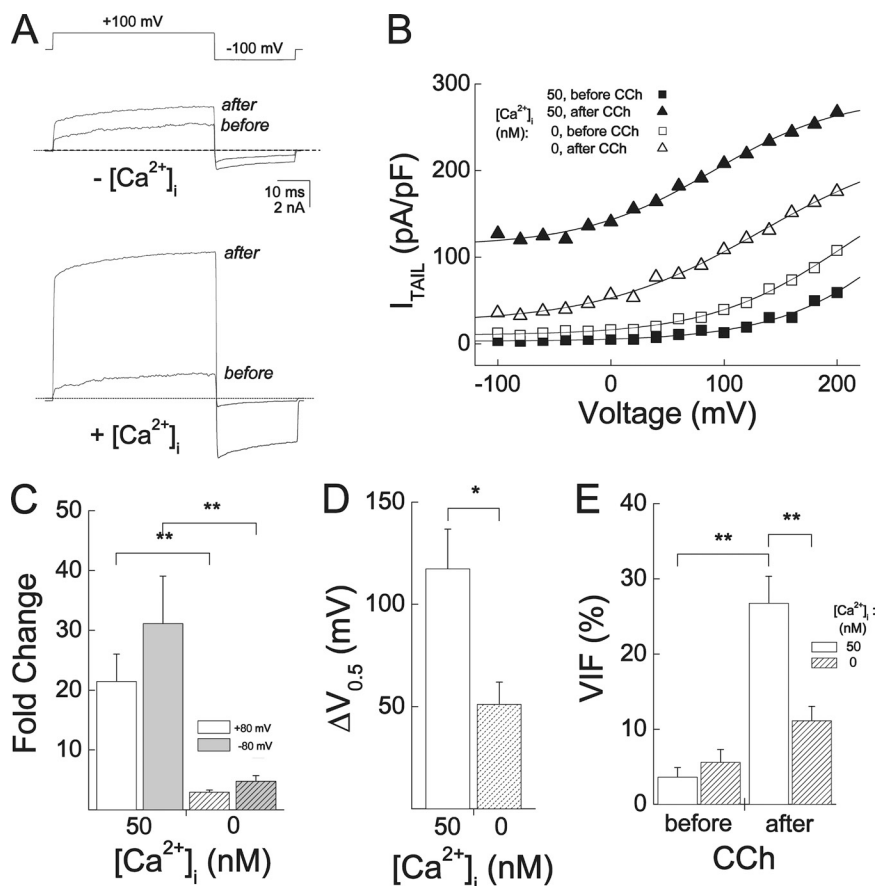 A
+100 mV
-100 mV
after
before
- [Ca2+]i
10 ms
2 nA
after
before
+ [Ca2+]i
B
300
200
100
0
ITAIL (pA/pF)
[Ca2+]i
(nM):
50, before CCh
50, after CCh
0, before CCh
0, after CCh
-100 0 100 200
Voltage (mV)
C
50
40
30
20
10
Fold Change
**
**
+80 mV
-80 mV
50 0
[Ca2+]i (nM)
D
150
100
50
ΔV0.5 (mV)
*
50 0
[Ca2+]i (nM)
E
40
30
20
10
0
VIF (%)
**
**
[Ca2+]i :
(nM)
50
0
before after
CCh